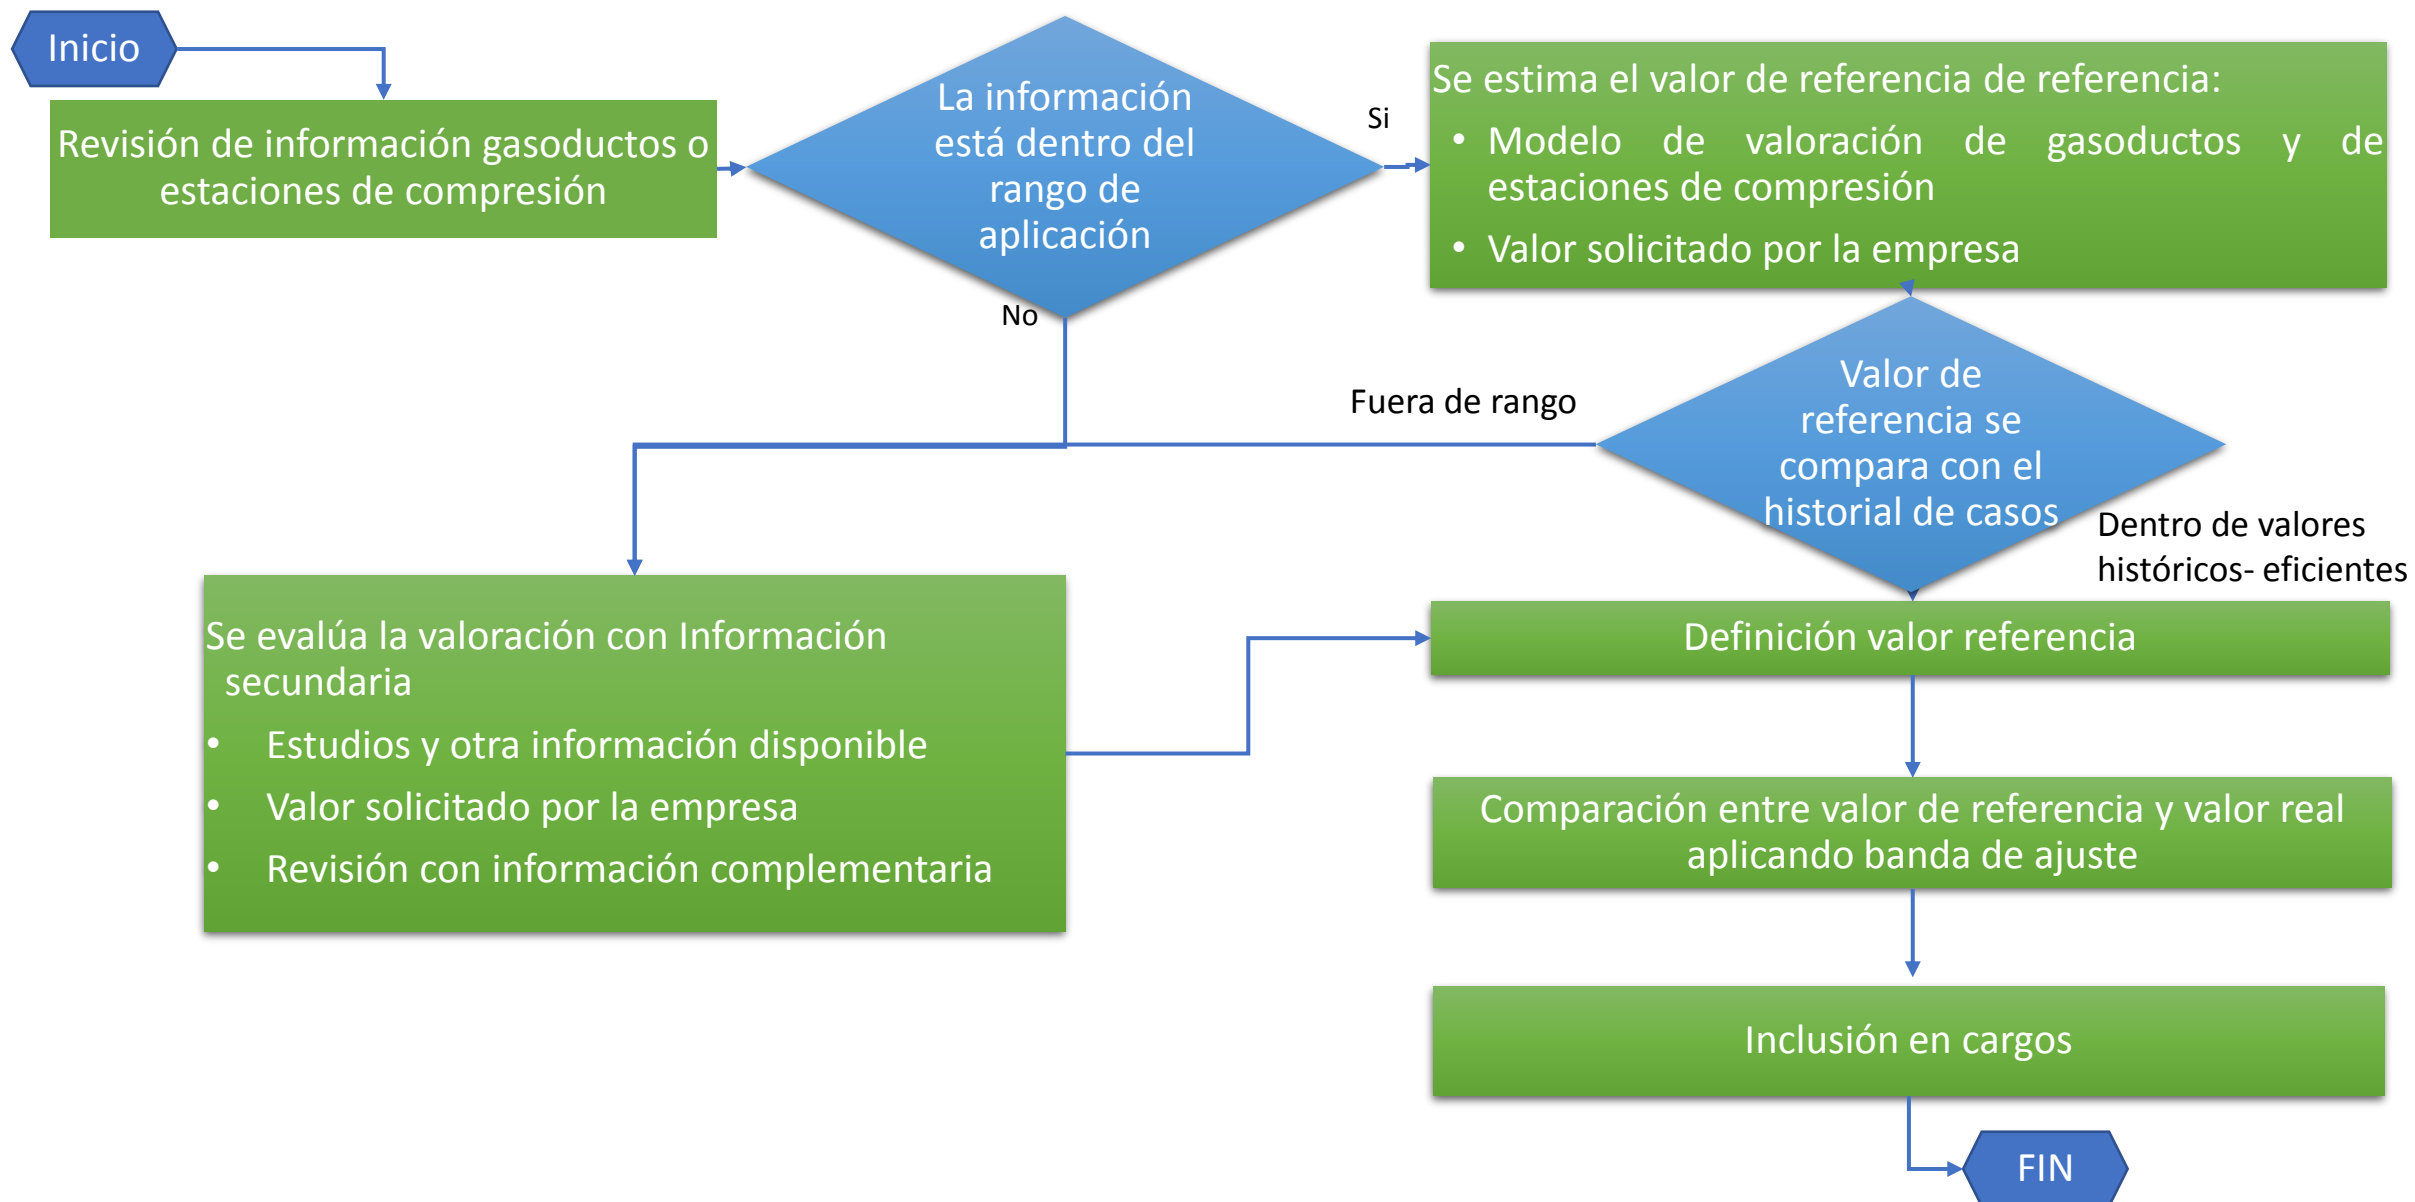 Inicio
Revisión de información gasoductos o
estaciones de compresión
La información
está dentro del
rango de
aplicación
Si
No
Se estima el valor de referencia de referencia:
• Modelo de valoración de gasoductos y de
estaciones de compresión
• Valor solicitado por la empresa
Valor de
referencia se
compara con el
historial de casos
Fuera de rango
Dentro de valores
históricos- eficientes
Se evalúa la valoración con Información
secundaria
• Estudios y otra información disponible
• Valor solicitado por la empresa
• Revisión con información complementaria
Definición valor referencia
Comparación entre valor de referencia y valor real
aplicando banda de ajuste
Inclusión en cargos
FIN